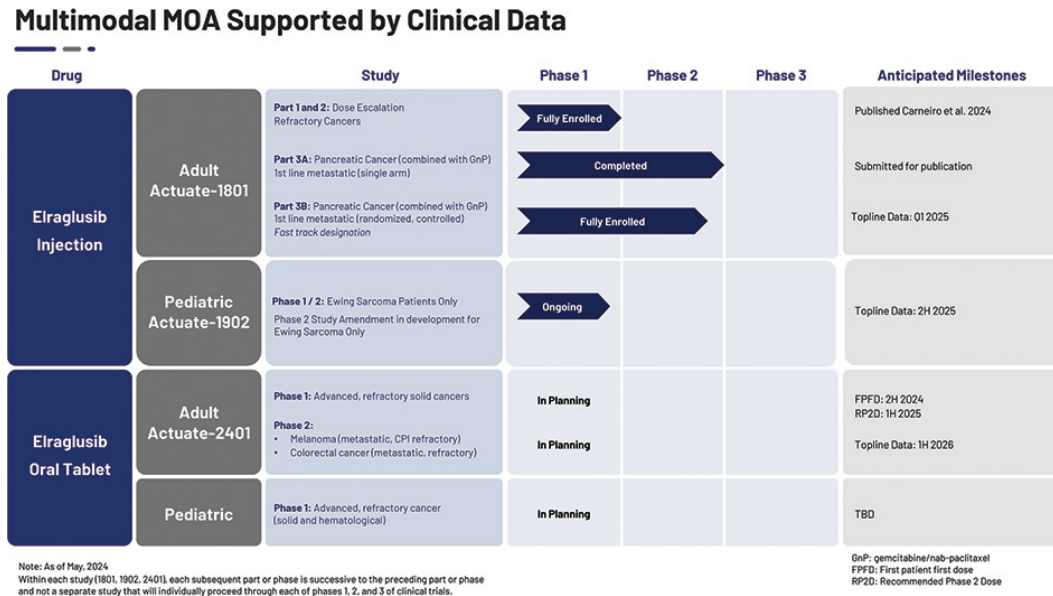 Multimodal MOA Supported by Clinical Data
Drug
Study
Phase 1
Phase 2
Phase 3
Anticipated Milestones
Elraglusib
Injection
Adult
Actuate-1801
Part 1 and 2: Dose Escalation
Refractory Cancers
Fully Enrolled
Published Carneiro et al. 2024
Part 3A: Pancreatic Cancer (combined with GnP)
1st line metastatic (single arm)
Completed
Submitted for publication
Part 3B: Pancreatic Cancer (combined with GnP)
1st line metastatic (randomized, controlled)
Fast track designation
Fully Enrolled
Topline Data: Q1 2025
Pediatric
Actuate-1902
Phase 1 / 2: Ewing Sarcoma Patients Only
Phase 2 Study Amendment in development for
Ewing Sarcoma Only
Ongoing
Topline Data: 2H 2025
Elraglusib
Oral Tablet
Adult
Actuate-2401
Phase 1: Advanced, refractory solid cancers
In Planning
FPFD: 2H 2024
RP2D: 1H 2025
Phase 2:
• Melanoma (metastatic, CPI refractory)
• Colorectal cancer (metastatic, refractory)
In Planning
Topline Data: 1H 2026
Pediatric
Phase 1: Advanced, refractory cancer
(solid and hematological)
In Planning
TBD
Note: As of May, 2024
Within each study (1801, 1902, 2401), each subsequent part or phase is successive to the preceding part or phase
and not a separate study that will individually proceed through each of phases 1, 2, and 3 of clinical trials.
GnP: gemcitabine/nab-paclitaxel
FPFD: First patient first dose
RP2D: Recommended Phase 2 Dose